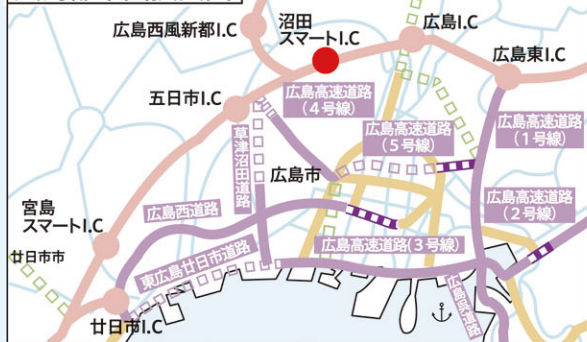 広島西風新都I.C
沼田
スマートI.C
広島I.C
広島東I.C
五日市I.C
広島高速道路
（4号線）
広島高速道路
（5号線）
広島高速道路
（1号線）
草津沼田道路
広島市
宮島
スマートI.C
広島西道路
広島高速道路
（2号線）
廿日市市
東広島廿日市道路
広島高速道路(3号線)
広島呉道路
廿日市I.C